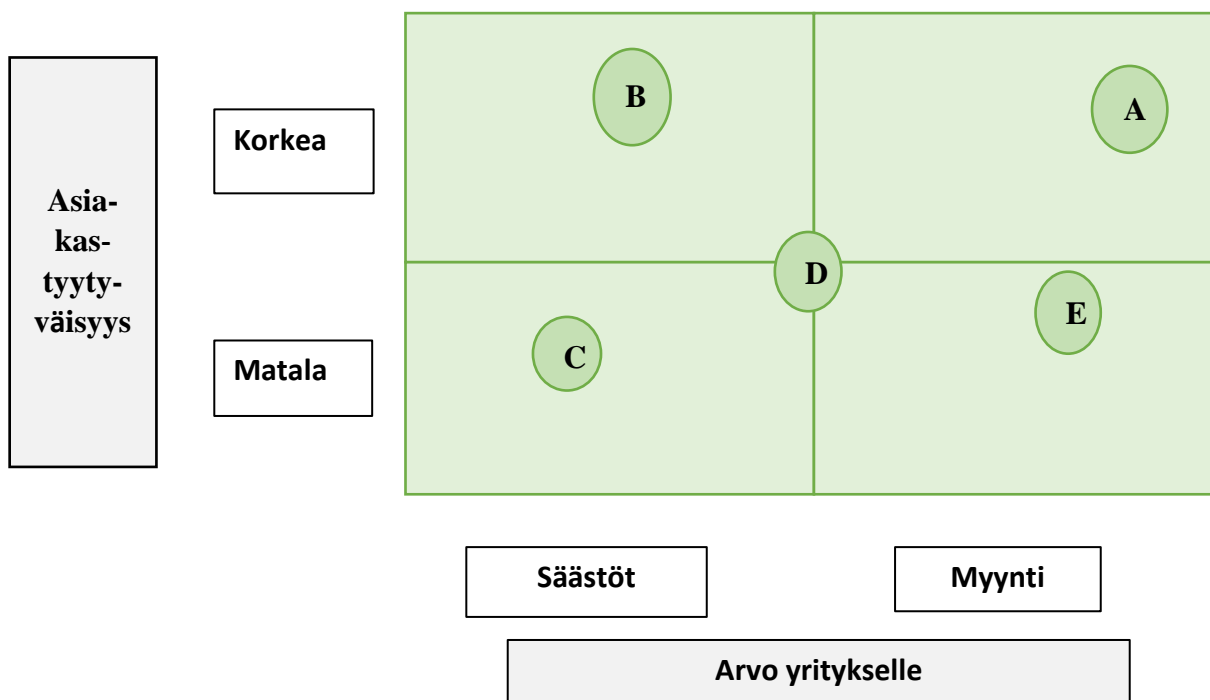 B
A
Korkea
Asia-
kas-
tyyty-
väisyys
D
E
C
Matala
Säästöt
Myynti
Arvo yritykselle